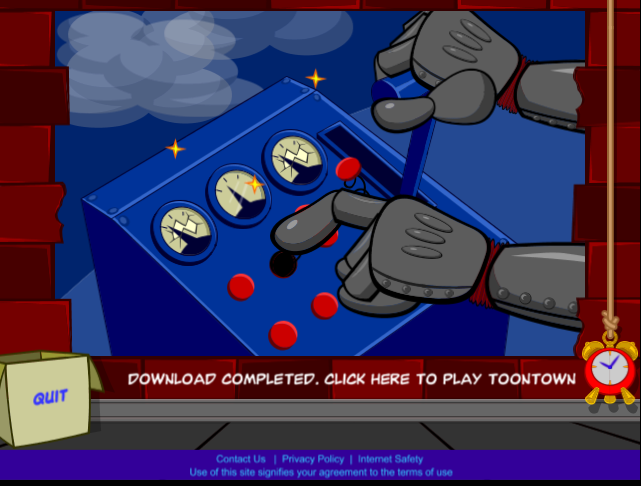 DOWNLOAD COMPLETED. CLICK HERE TO PLAY TOONTOWN
QUIT
Contact Us | Privacy Policy | Internet Safety
Use of this site signifies your agreement to the terms of use